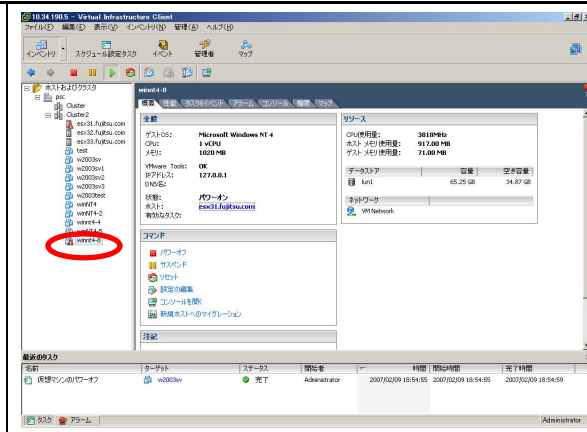 10.34.190.5 - Virtual Infrastructure Client
ファイル(F) 編集(E) 表示(V) インベントリ(N) 管理(A) ヘルプ(H)
インベントリ スケジュール設定タスク イベント 管理者 マップ
ホストおよびクラスタ
psc
Cluster
Cluster2
esx31.fujitsu.com
esx32.fujitsu.com
esx33.fujitsu.com
test
w2003sv
w2003sv1
w2003sv2
w2003sv3
w2003test
winNT4
winNT4-2
winnt4-4
winNT4-5
winnt4-8
winnt4-8
概要 性能 タスク&イベント アラーム コンソール 権限 マップ
全般
ゲストOS: Microsoft Windows NT 4
CPU: 1 vCPU
メモリ: 1020 MB
VMware Tools: OK
IPアドレス: 127.0.0.1
DNS名:
状態: パワーオン
ホスト: esx31.fujitsu.com
有効なタスク:
コマンド
パワーオフ
サスペンド
リセット
設定の編集
コンソールを開く
新規ホストへのマイグレーション
注記
リソース
CPU使用量: 3818MHz
ホスト メモリ使用量: 917.00 MB
ゲスト メモリ使用量: 71.00 MB
データストア 容量 空き容量
lun1 65.25 GB 34.87 GB
ネットワーク
VM Network
最近のタスク
名前 ターゲット ステータス 開始者 時間 開始時間 完了時間
仮想マシンのパワーオフ w2003sv 完了 Administrator 2007/02/09 18:54:55 2007/02/09 18:54:55 2007/02/09 18:54:59
タスク アラーム Administrator